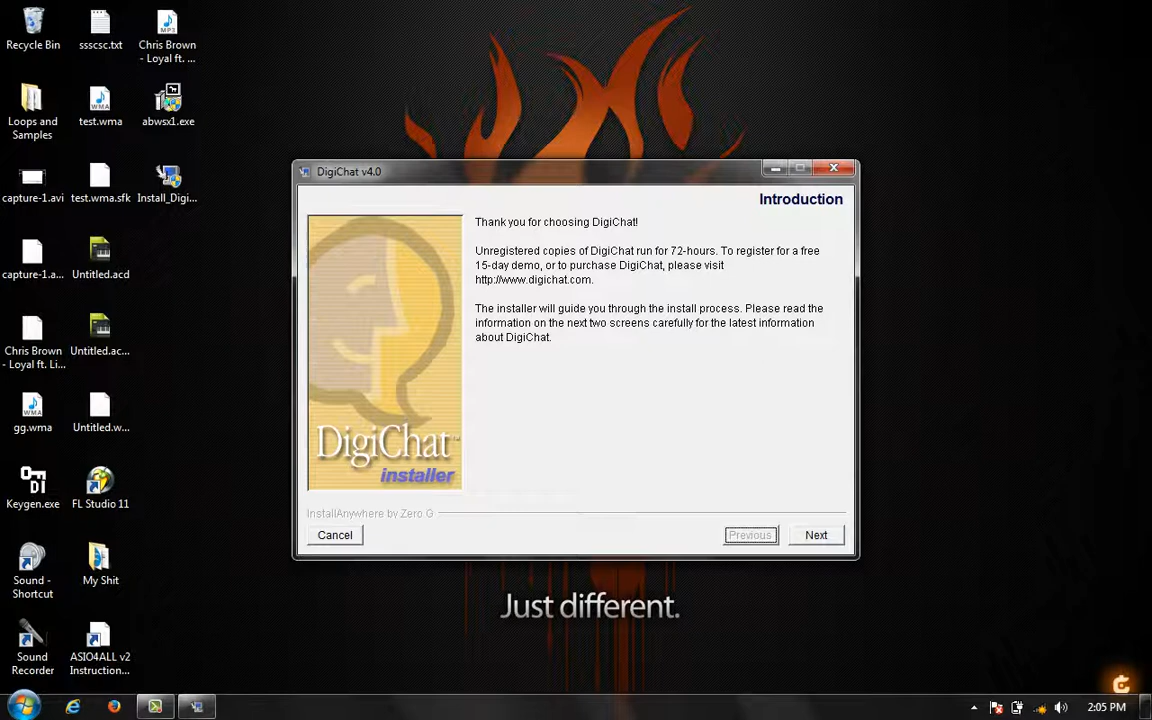 Recycle Bin
ssscsc.txt
Chris Brown
- Loyal ft. ...
Loops and
Samples
test.wma
abwsx1.exe
capture-1.avi
test.wma.sfk
Install_Digi...
capture-1.a...
Untitled.acd
Chris Brown
- Loyal ft. Li...
Untitled.ac...
gg.wma
Untitled.w...
Keygen.exe
FL Studio 11
Sound -
Shortcut
My Shit
Sound
Recorder
ASIO4ALL v2
Instruction...
DigiChat v4.0
Introduction
Thank you for choosing DigiChat!
Unregistered copies of DigiChat run for 72-hours. To register for a free
15-day demo, or to purchase DigiChat, please visit
http://www.digichat.com.
The installer will guide you through the install process. Please read the
information on the next two screens carefully for the latest information
about DigiChat.
DigiChat™
installer
InstallAnywhere by Zero G
Cancel
Previous
Next
Just different.
2:05 PM